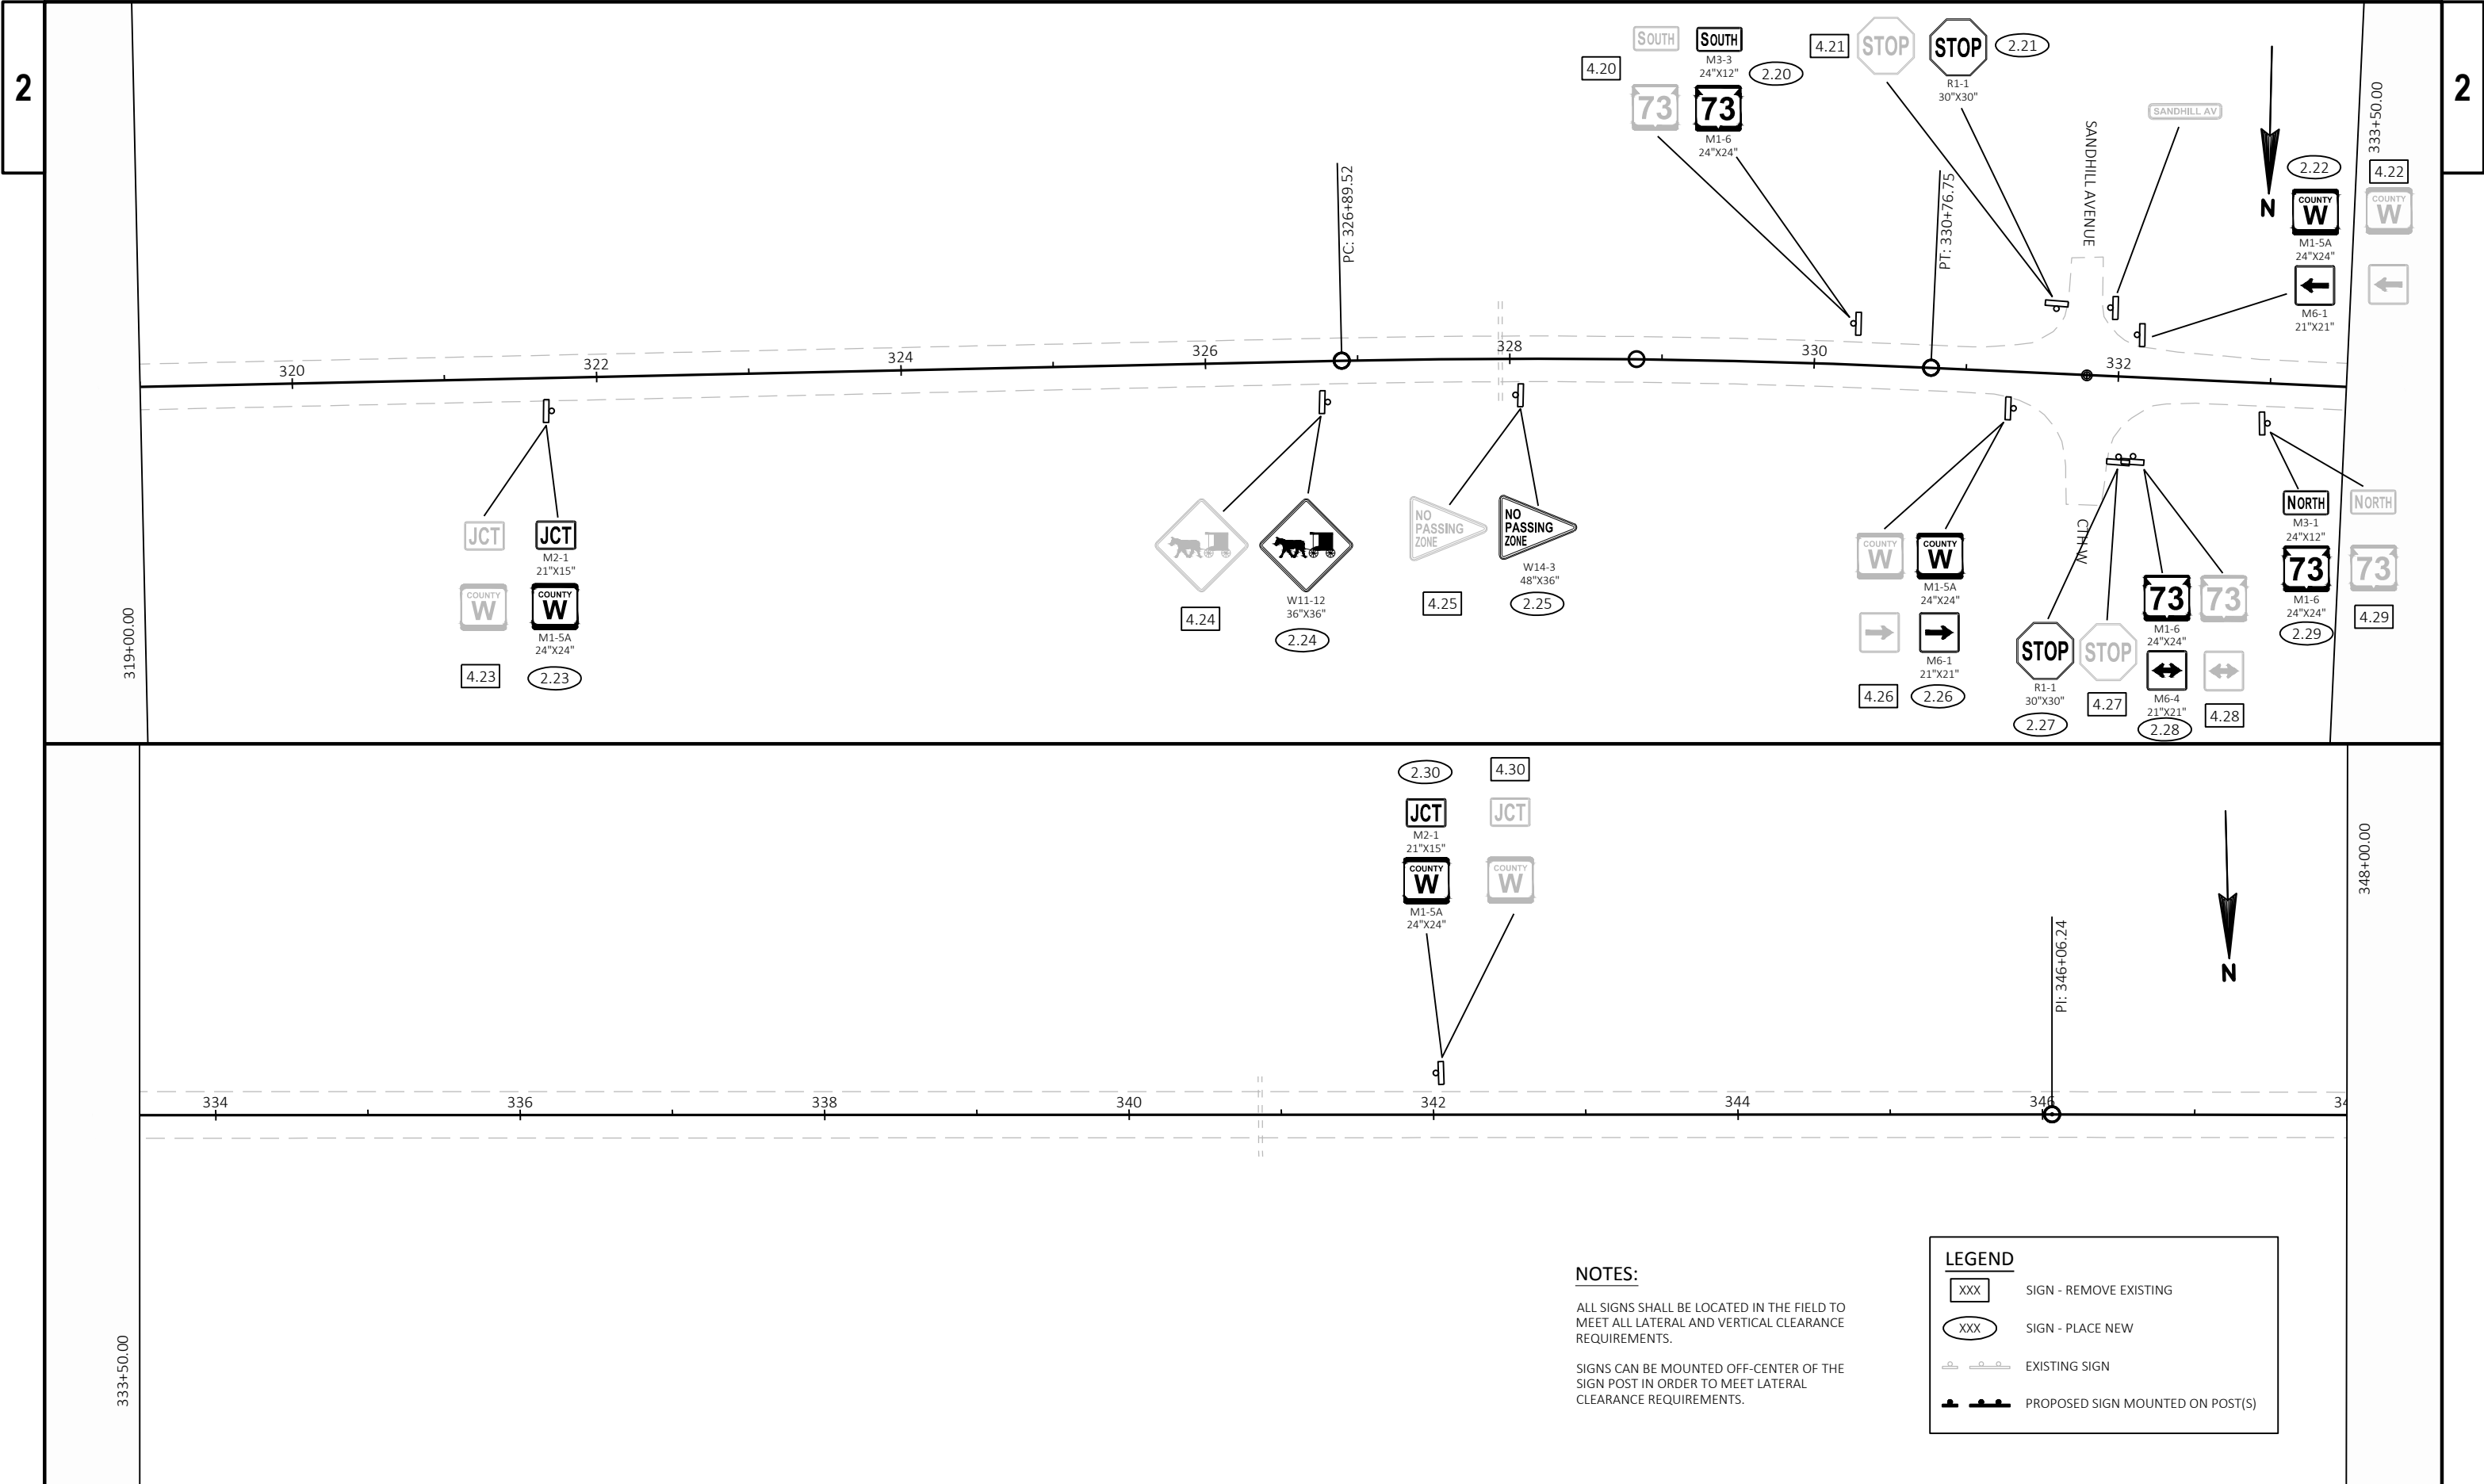 2
2
SOUTH
SOUTH
M3-3
24"X12"
4.20
2.20
73
73
M1-6
24"X24"
4.21
STOP
STOP
2.21
R1-1
30"X30"
SANDHILL AV
SANDHILL AVENUE
N
333+50.00
2.22
4.22
COUNTY
W
COUNTY
W
M1-5A
24"X24"
M6-1
21"X21"
PC: 326+89.52
PT: 330+76.75
320
322
324
326
328
330
332
319+00.00
JCT
JCT
M2-1
21"X15"
COUNTY
W
COUNTY
W
M1-5A
24"X24"
4.23
2.23
W11-12
36"X36"
4.24
2.24
NO
PASSING
ZONE
NO
PASSING
ZONE
W14-3
48"X36"
4.25
2.25
COUNTY
W
COUNTY
W
M1-5A
24"X24"
M6-1
21"X21"
4.26
2.26
CTH W
STOP
STOP
R1-1
30"X30"
2.27
4.27
73
73
M1-6
24"X24"
M6-4
21"X21"
2.28
4.28
NORTH
NORTH
M3-1
24"X12"
73
73
M1-6
24"X24"
2.29
4.29
2.30
4.30
JCT
JCT
M2-1
21"X15"
COUNTY
W
COUNTY
W
M1-5A
24"X24"
348+00.00
N
PI: 346+06.24
334
336
338
340
342
344
346
34
333+50.00
NOTES:
ALL SIGNS SHALL BE LOCATED IN THE FIELD TO
MEET ALL LATERAL AND VERTICAL CLEARANCE
REQUIREMENTS.
SIGNS CAN BE MOUNTED OFF-CENTER OF THE
SIGN POST IN ORDER TO MEET LATERAL
CLEARANCE REQUIREMENTS.
LEGEND
XXX SIGN - REMOVE EXISTING
XXX SIGN - PLACE NEW
EXISTING SIGN
PROPOSED SIGN MOUNTED ON POST(S)